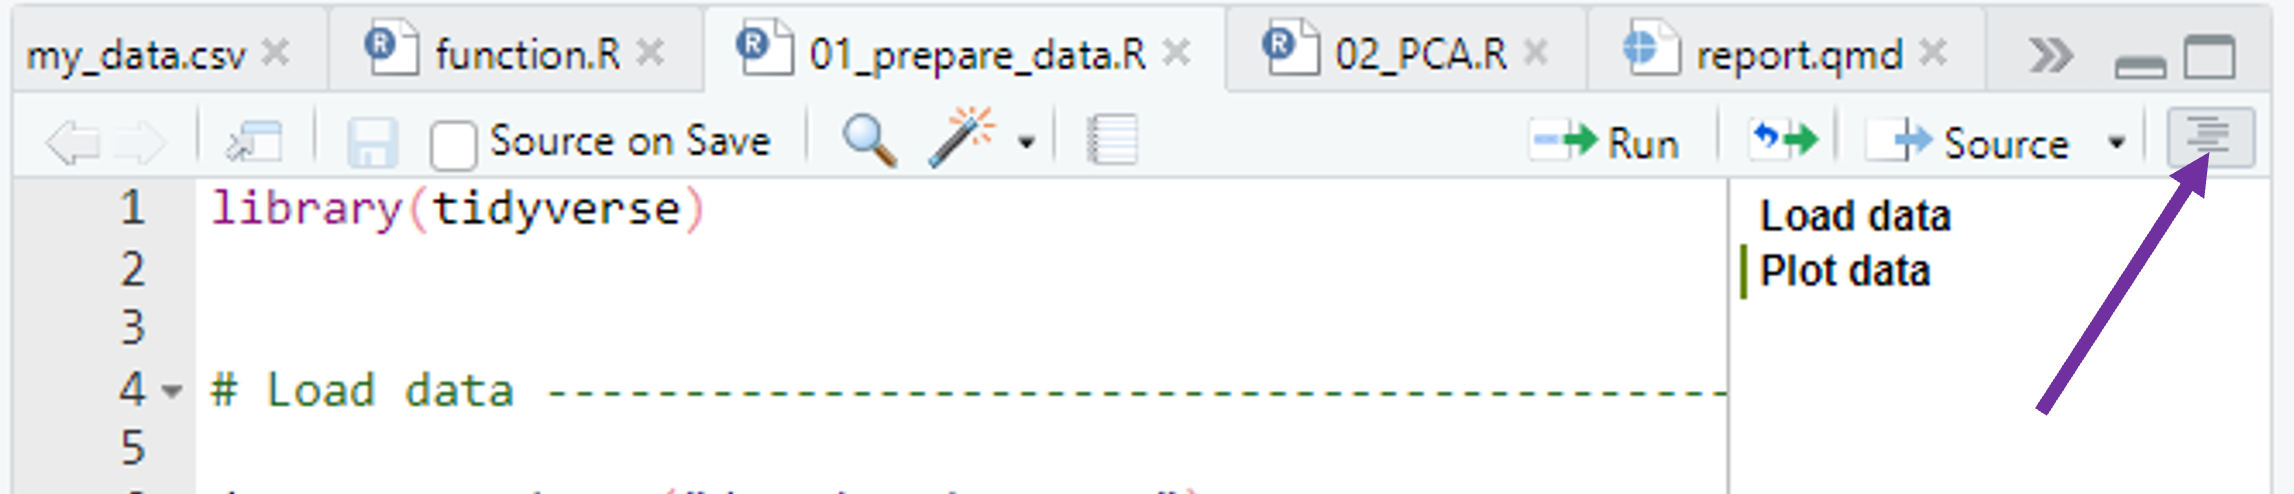 my_data.csv function.R 01_prepare_data.R 02_PCA.R report.qmd
Source on Save Run Source
1 library(tidyverse)
2
3
4 # Load data -------------------------------------------
5
Load data
Plot data